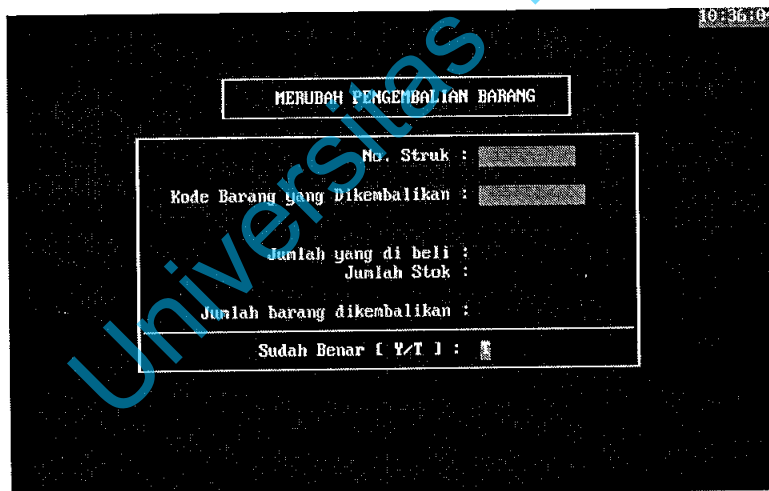 10:36:04
MERUBAH PENGEMBALIAN BARANG
No. Struk :
Kode Barang yang Dikembalikan :
Jumlah yang di beli :
Jumlah Stok :
Jumlah barang dikembalikan :
Sudah Benar [ Y/T ] :
Universitas